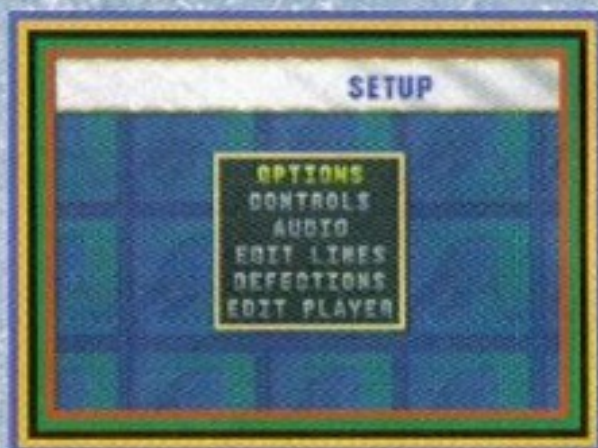 SETUP
OPTIONS
CONTROLS
AUDIO
EDIT LINES
DEFECTIONS
EDIT PLAYER